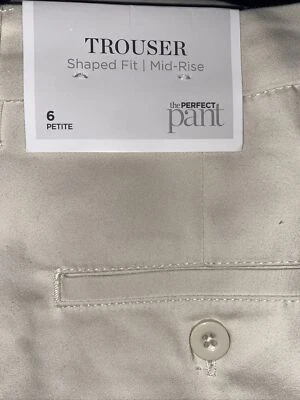 TROUSER
Shaped Fit | Mid-Rise
6
PETITE
the PERFECT
pant